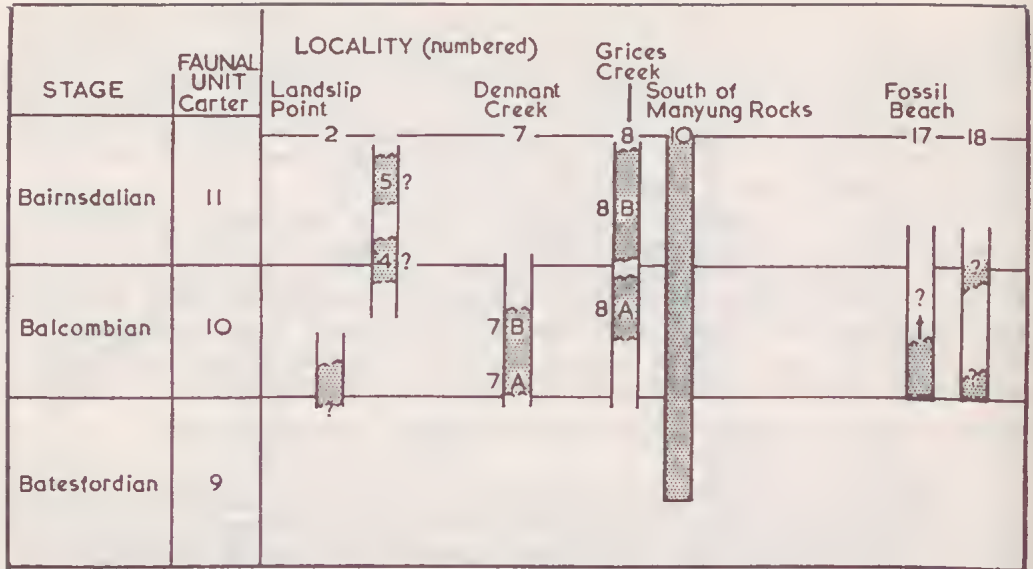 STAGE
FAUNAL
UNIT
Carter
LOCALITY (numbered)
Landslip
Point
2
Dennant
Creek
7
Grices
Creek
8
South of
Manyung Rocks
10
Fossil
Beach
17 18
Bairnsdalian
11
5 ?
8 B
4 ?
?
Balcombian
10
?
8 A
7 B
7 A
?
?
Batesfordian
9